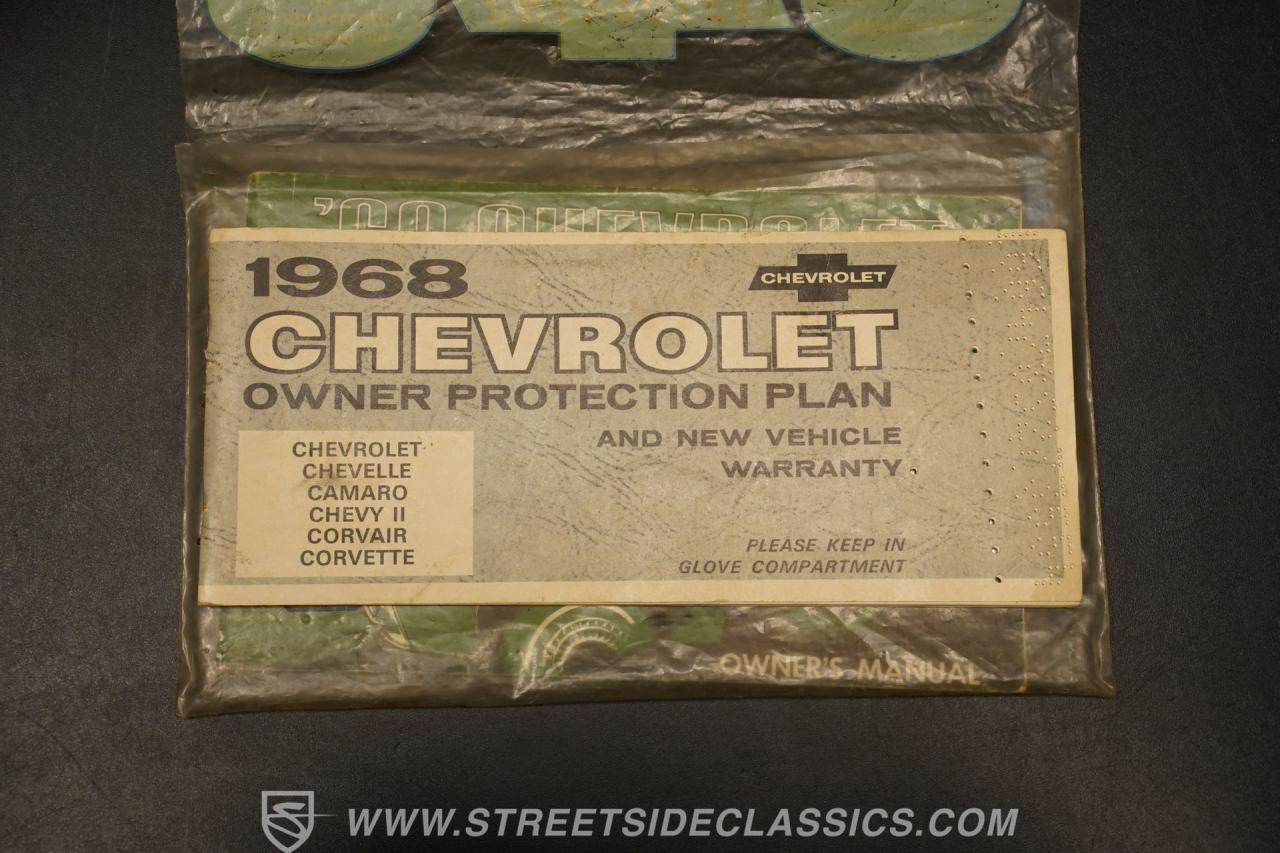 1968
CHEVROLET
CHEVROLET
OWNER PROTECTION PLAN
AND NEW VEHICLE
WARRANTY
CHEVROLET
CHEVELLE
CAMARO
CHEVY II
CORVAIR
CORVETTE
PLEASE KEEP IN
GLOVE COMPARTMENT
OWNER'S MANUAL
WWW.STREETSIDECLASSICS.COM